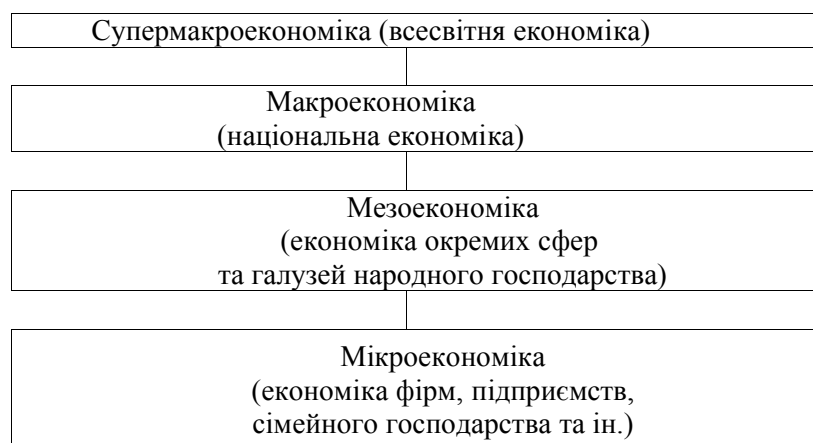 Супермакроекономіка (всесвітня економіка)
Макроекономіка
(національна економіка)
Мезоекономіка
(економіка окремих сфер
та галузей народного господарства)
Мікроекономіка
(економіка фірм, підприємств,
сімейного господарства та ін.)